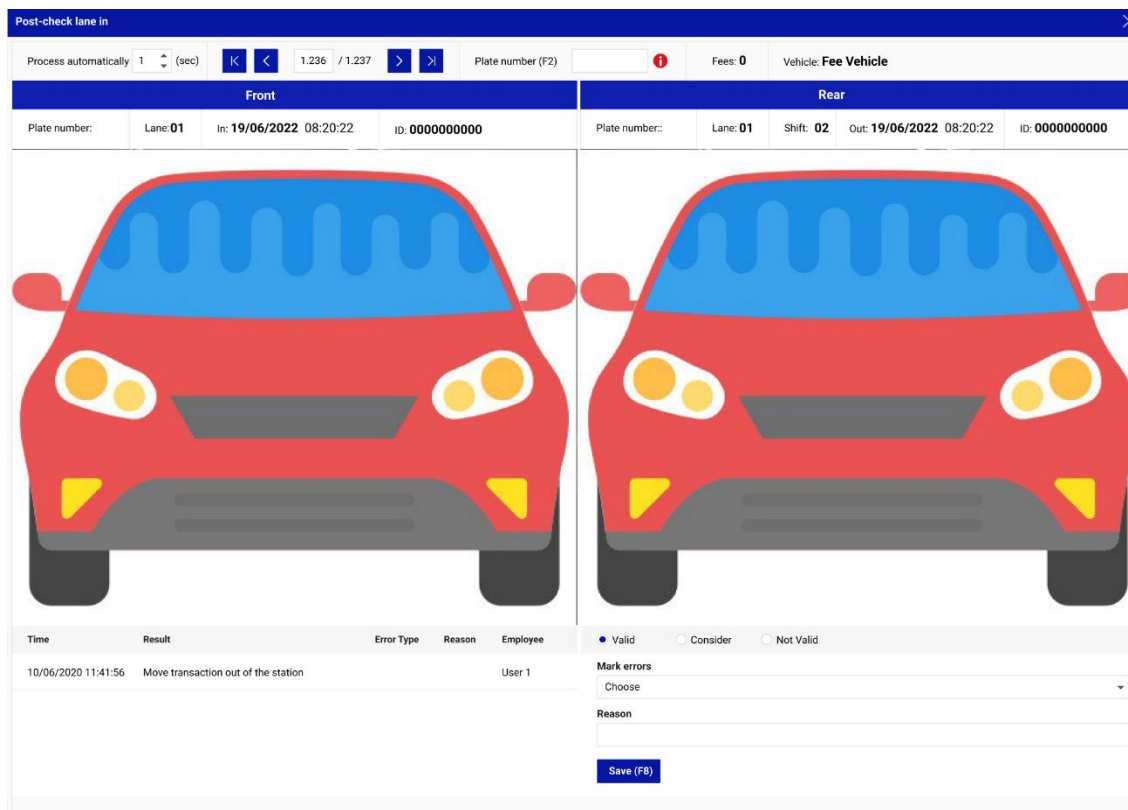 Post-check lane in
Process automatically 1 (sec) 1.236 / 1.237 Plate number (F2) Fees: 0 Vehicle: Fee Vehicle
Front
Plate number: Lane: 01 In: 19/06/2022 08:20:22 ID: 0000000000
Time Result Error Type Reason Employee
10/06/2020 11:41:56 Move transaction out of the station User 1
Rear
Plate number:: Lane: 01 Shift: 02 Out: 19/06/2022 08:20:22 ID: 0000000000
Valid Consider Not Valid
Mark errors
Choose
Reason
Save (F8)